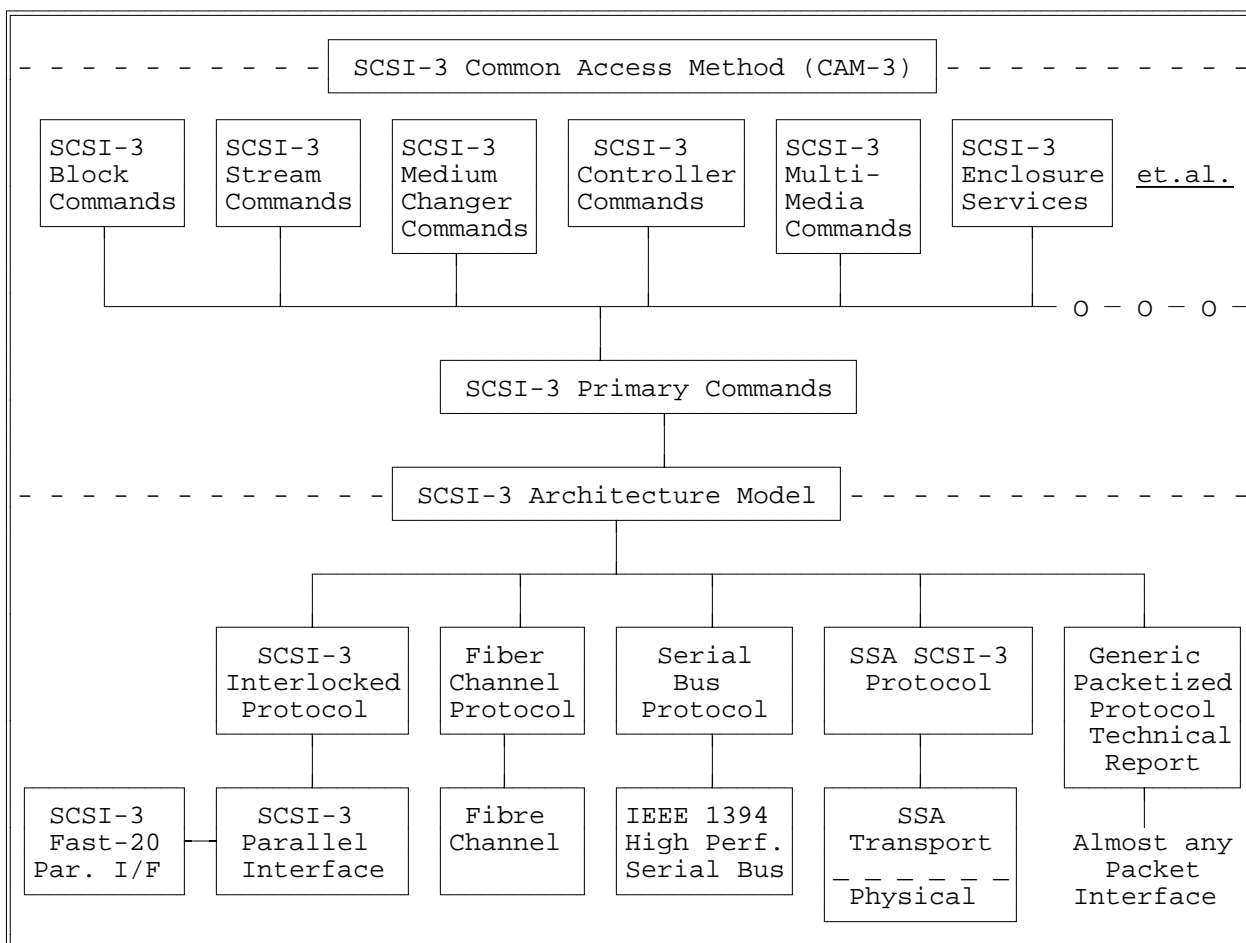 SCSI-3 Common Access Method (CAM-3)
SCSI-3
Block
Commands
SCSI-3
Stream
Commands
SCSI-3
Medium
Changer
Commands
SCSI-3
Controller
Commands
SCSI-3
Multi-
Media
Commands
SCSI-3
Enclosure
Services
et.al.
O - O - O -
SCSI-3 Primary Commands
SCSI-3 Architecture Model
SCSI-3
Interlocked
Protocol
Fiber
Channel
Protocol
Serial
Bus
Protocol
SSA SCSI-3
Protocol
Generic
Packetized
Protocol
Technical
Report
SCSI-3
Fast-20
Par. I/F
SCSI-3
Parallel
Interface
Fibre
Channel
IEEE 1394
High Perf.
Serial Bus
SSA
Transport
Physical
Almost any
Packet
Interface